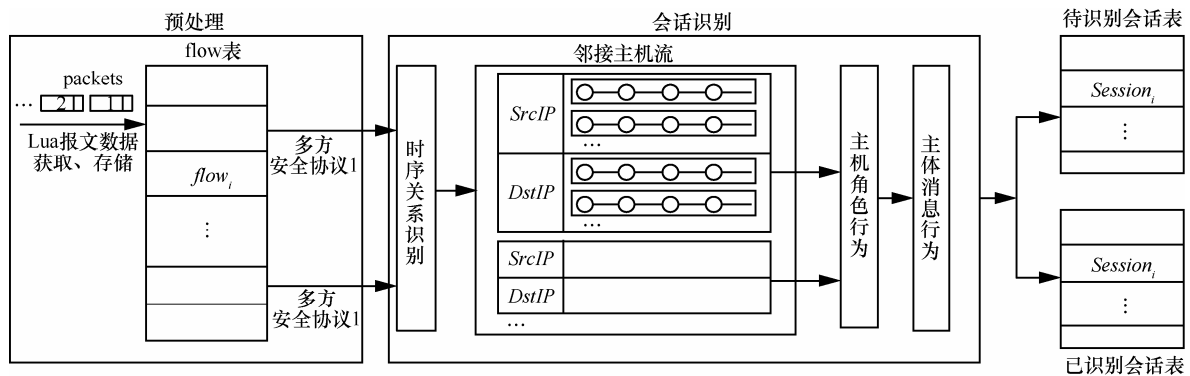 预处理
flow表
packets
… 2 1
Lua报文数据
获取、存储
flowi
⋮
多方
安全协议1
多方
安全协议1
会话识别
时序关系识别
邻接主机流
SrcIP
…
DstIP
…
SrcIP
DstIP
…
主机角色行为
主体消息行为
待识别会话表
Sessioni
⋮
Sessioni
⋮
已识别会话表